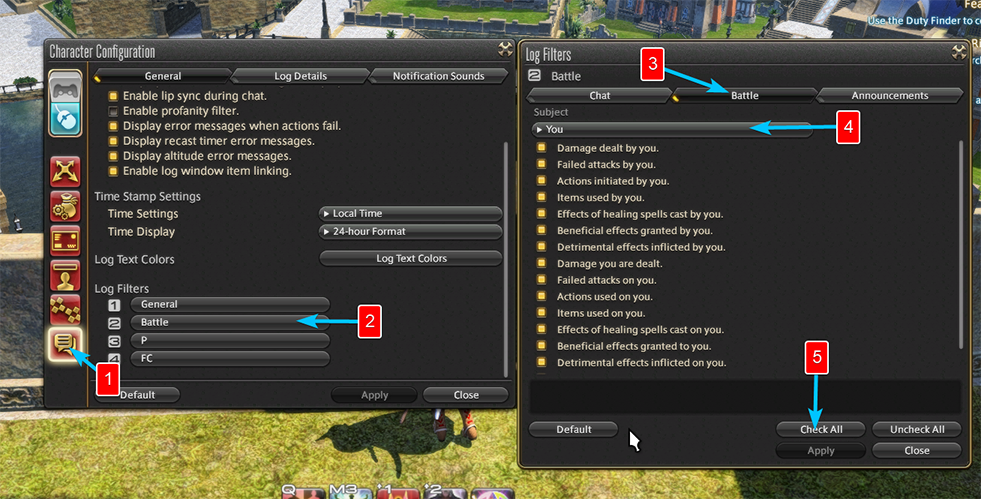 Fea
Use the Duty Finder to c
Character Configuration
General
Log Details
Notification Sounds
Enable lip sync during chat.
Enable profanity filter.
Display error messages when actions fail.
Display recast timer error messages.
Display altitude error messages.
Enable log window item linking.
Time Stamp Settings
Time Settings
Local Time
Time Display
24-hour Format
Log Text Colors
Log Text Colors
Log Filters
1 General
2 Battle
2
3 P
4 FC
1
Default
Apply
Close
Log Filters
2 Battle
3
Chat
Battle
Announcements
Subject
You
4
Damage dealt by you.
Failed attacks by you.
Actions initiated by you.
Items used by you.
Effects of healing spells cast by you.
Beneficial effects granted by you.
Detrimental effects inflicted by you.
Damage you are dealt.
Failed attacks on you.
Actions used on you.
Items used on you.
Effects of healing spells cast on you.
Beneficial effects granted to you.
Detrimental effects inflicted on you.
5
Default
Check All
Uncheck All
Apply
Close
Q
M3
1
2